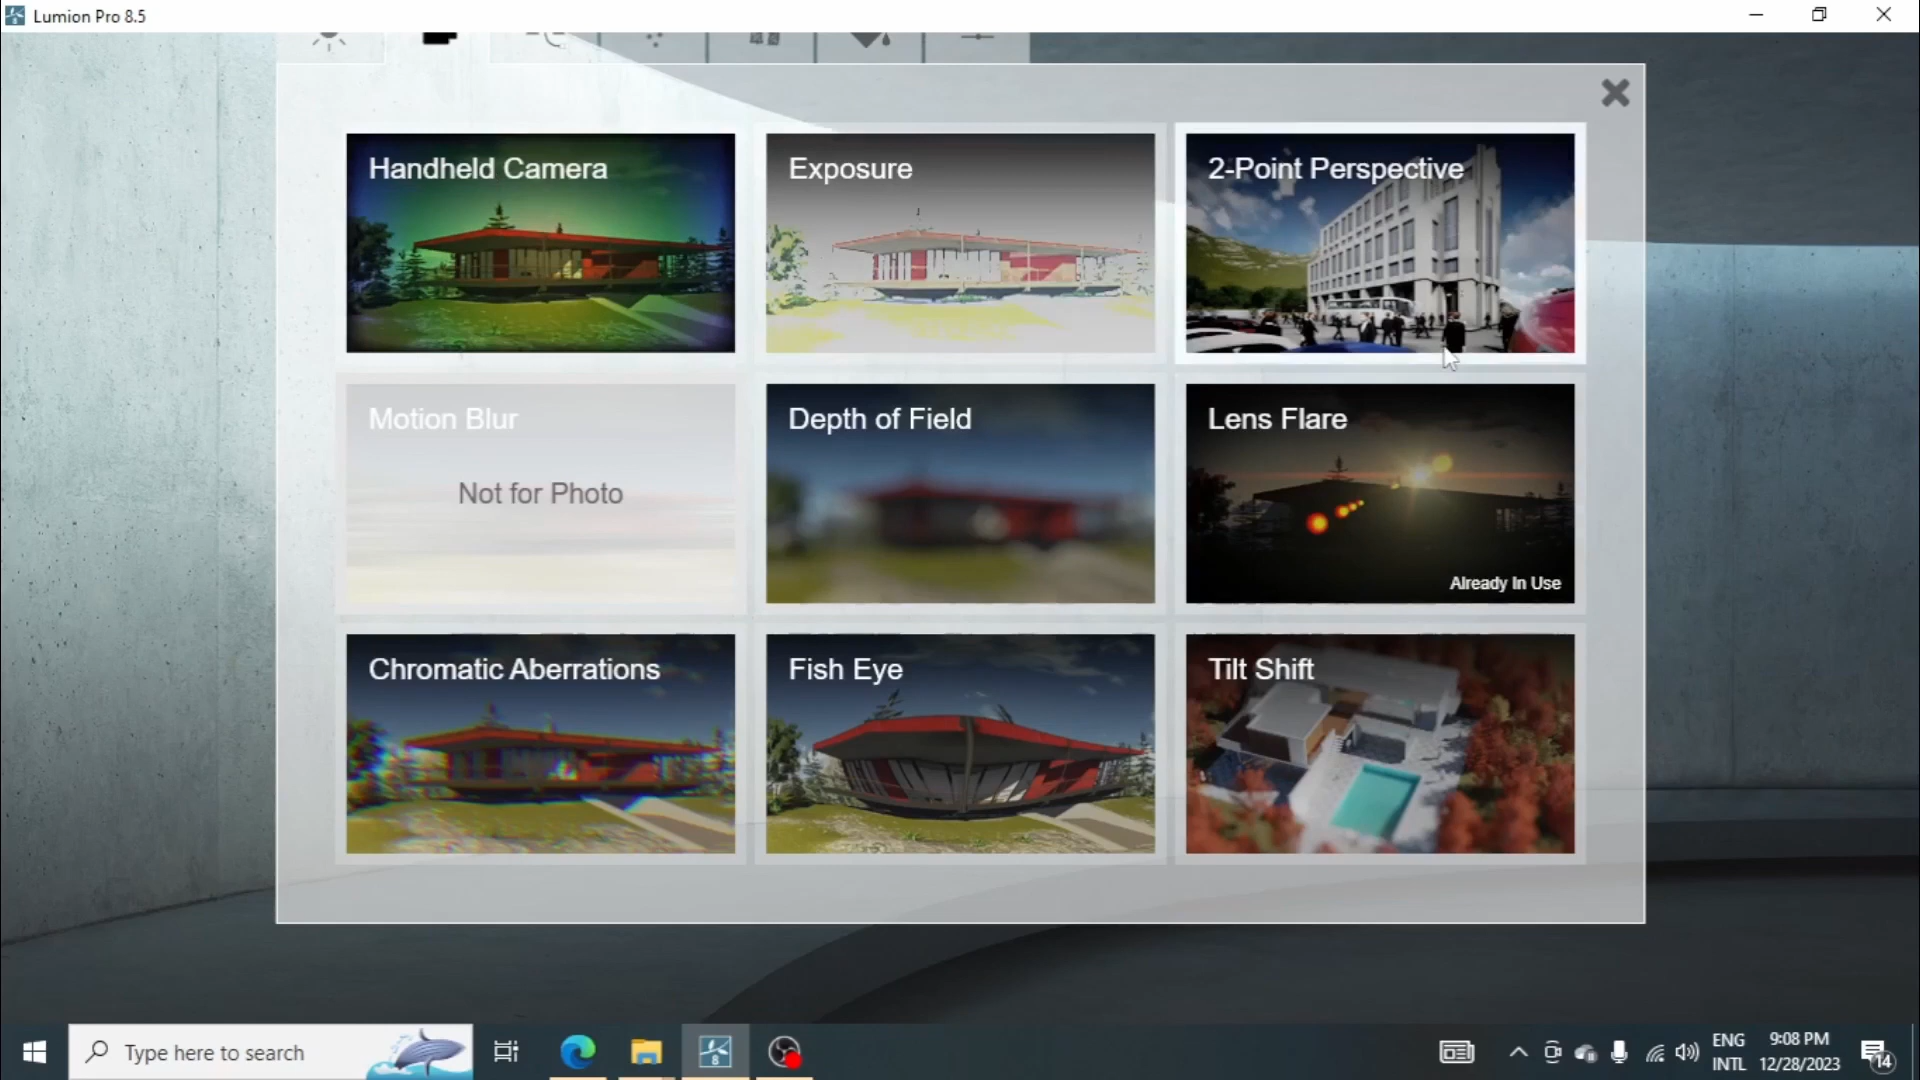 Lumion Pro 8.5
Handheld Camera
Exposure
2-Point Perspective
Motion Blur
Not for Photo
Depth of Field
Lens Flare
Already In Use
Chromatic Aberrations
Fish Eye
Tilt Shift
Type here to search
8
ENG
INTL
9:08 PM
12/28/2023
14